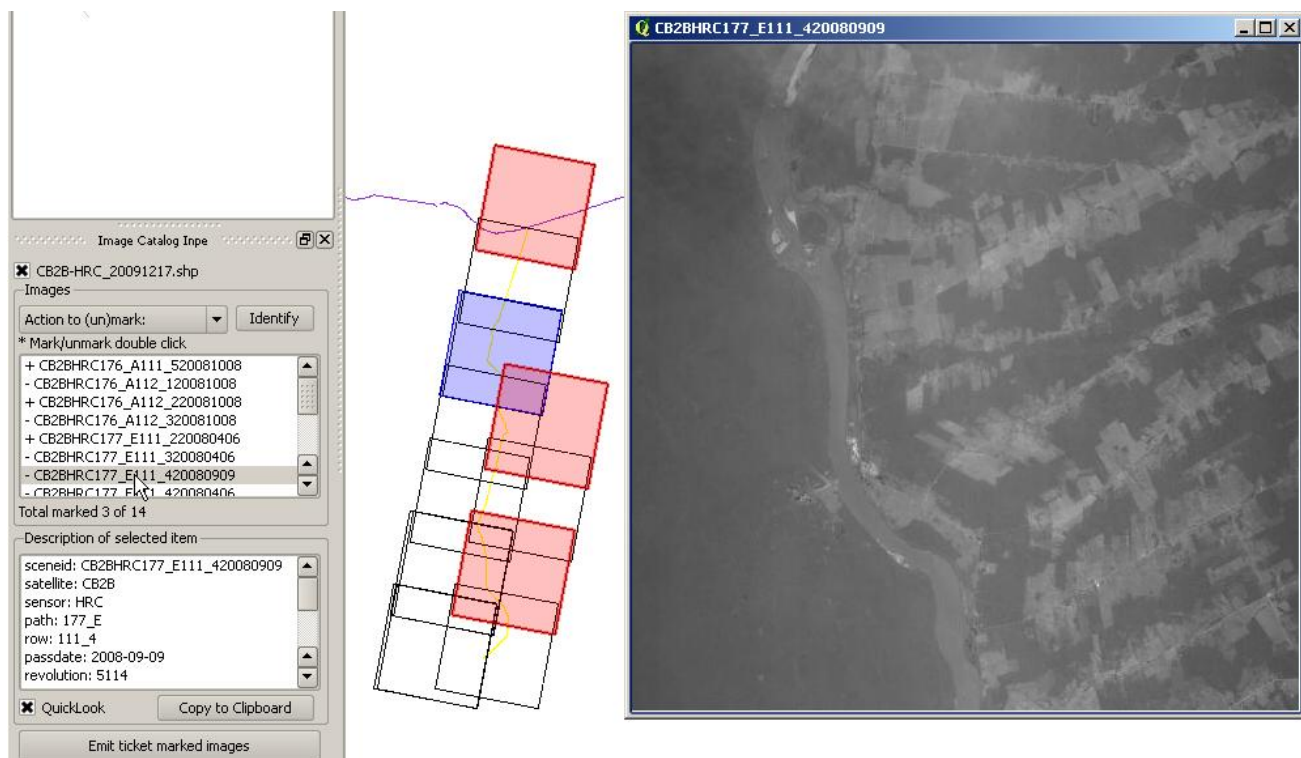 CB2BHRC177_E111_420080909
Image Catalog Inpe
CB2B-HRC_20091217.shp
Images
Action to (un)mark:
Identify
* Mark/unmark double click
+ CB2BHRC176_A111_520081008
- CB2BHRC176_A112_120081008
+ CB2BHRC176_A112_220081008
- CB2BHRC176_A112_320081008
+ CB2BHRC177_E111_220080406
- CB2BHRC177_E111_320080406
- CB2BHRC177_E111_420080909
- CB2BHRC177_E111_420080406
Total marked 3 of 14
Description of selected item
sceneid: CB2BHRC177_E111_420080909
satellite: CB2B
sensor: HRC
path: 177_E
row: 111_4
passdate: 2008-09-09
revolution: 5114
QuickLook
Copy to Clipboard
Emit ticket marked images